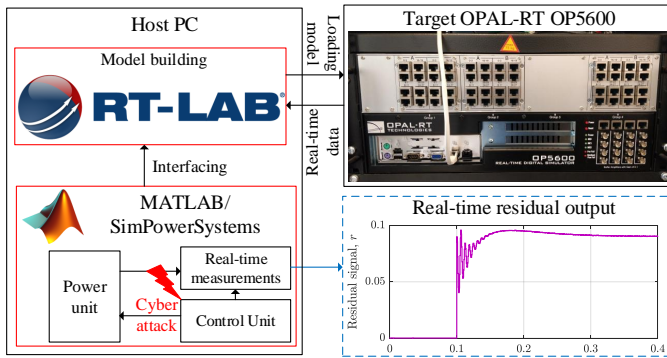 Host PC
Model building
RT-LAB®
Interfacing
MATLAB/
SimPowerSystems
Real-time
measurements
Power
unit
Cyber
attack
Control Unit
Loading
model
Real-time
data
Target OPAL-RT OP5600
OPAL-RT
TECHNOLOGIES
OP5600
REAL-TIME DIGITAL SIMULATOR
Real-time residual output
Residual signal, r
0.1
0.05
0
0
0.1
0.2
0.3
0.4